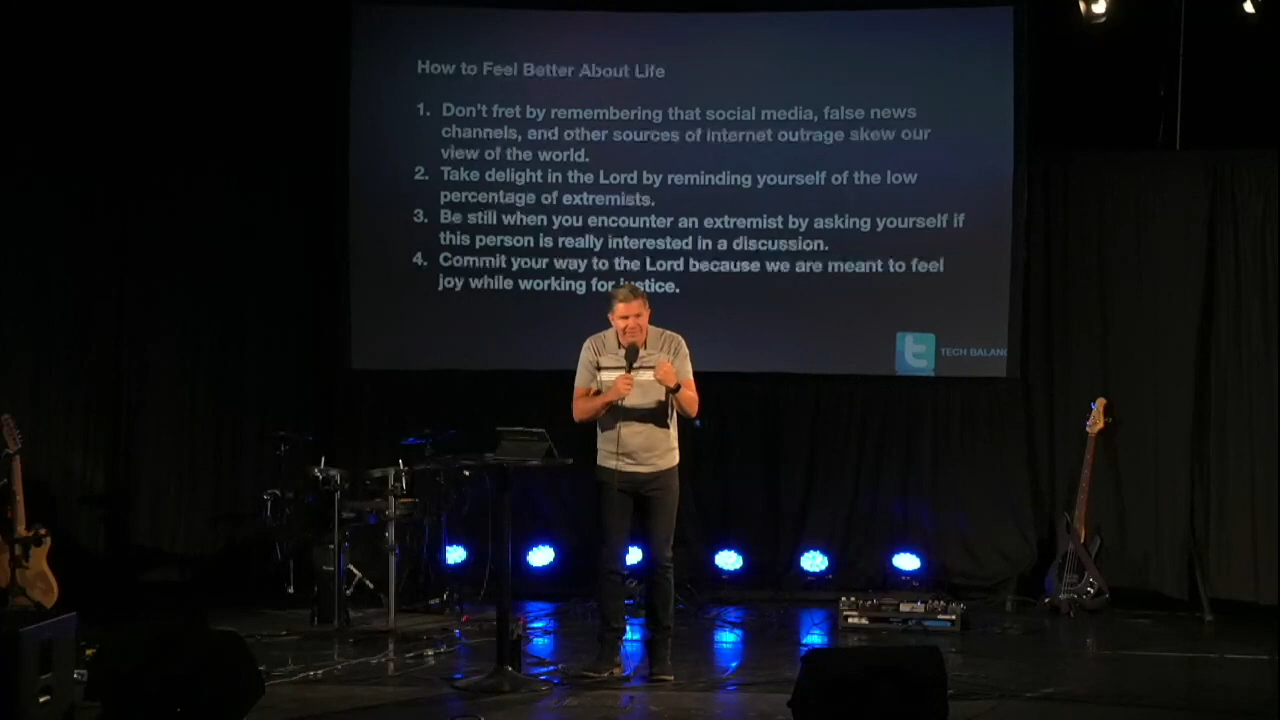 How to Feel Better About Life
1. Don't fret by remembering that social media, false news
channels, and other sources of internet outrage skew our
view of the world.
2. Take delight in the Lord by reminding yourself of the low
percentage of extremists.
3. Be still when you encounter an extremist by asking yourself if
this person is really interested in a discussion.
4. Commit your way to the Lord because we are meant to feel
joy while working for justice.
t TECH BALANC